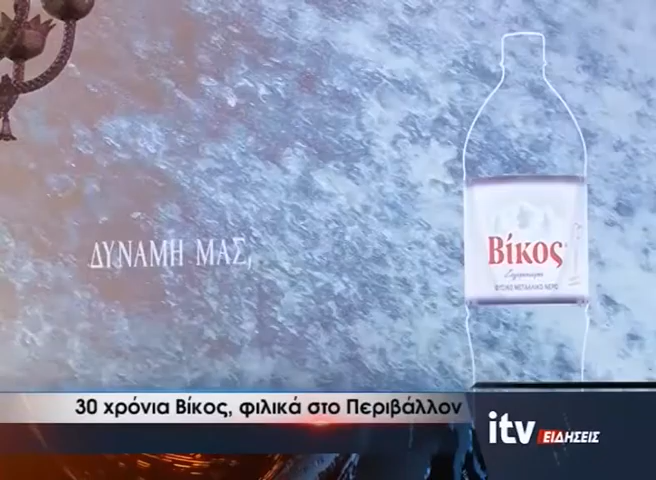 ΔΥΝΑΜΗ ΜΑΣ,
Βίκος
ΦΥΣΙΚΟ ΜΕΤΑΛΛΙΚΟ ΝΕΡΟ
30 χρόνια Βίκος, φιλικά στο Περιβάλλον
itv ΕΙΔΗΣΕΙΣ